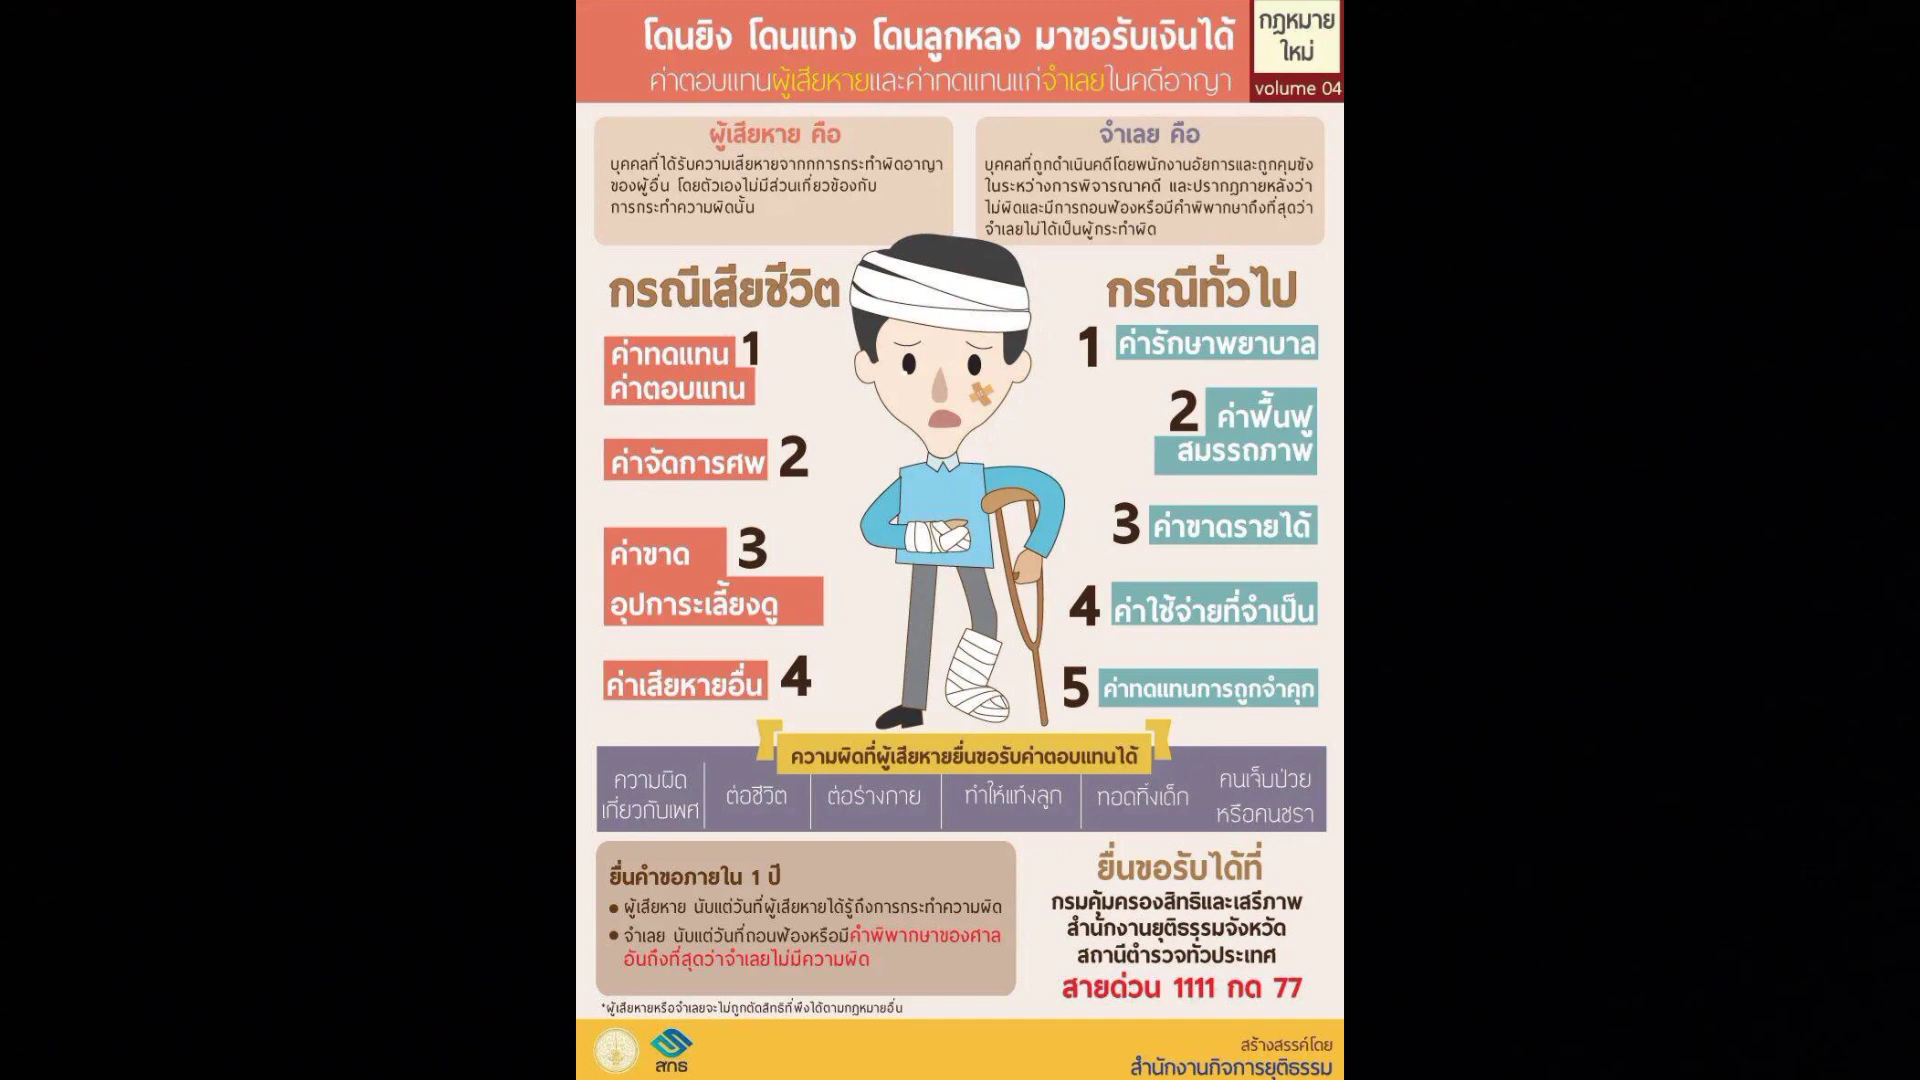 โดนยิง โดนแทง โดนลูกหลง มาขอรับเงินได้
ค่าตอบแทนผู้เสียหายและค่าทดแทนแก่จำเลยในคดีอาญา
กฎหมาย
ใหม่
volume 04
ผู้เสียหาย คือ
บุคคลที่ได้รับความเสียหายจากกการกระทำผิดอาญา
ของผู้อื่น โดยตัวเองไม่มีส่วนเกี่ยวข้องกับ
การกระทำความผิดนั้น
จำเลย คือ
บุคคลที่ถูกดำเนินคดีโดยพนักงานอัยการและถูกคุมขัง
ในระหว่างการพิจารณาคดี และปรากฏภายหลังว่า
ไม่ผิดและมีการถอนฟ้องหรือมีคำพิพากษาถึงที่สุดว่า
จำเลยไม่ได้เป็นผู้กระทำผิด
กรณีเสียชีวิต
ค่าทดแทน 1
ค่าตอบแทน
ค่าจัดการศพ 2
ค่าขาด 3
อุปการะเลี้ยงดู
ค่าเสียหายอื่น 4
กรณีทั่วไป
1 ค่ารักษาพยาบาล
2 ค่าฟื้นฟู
สมรรถภาพ
3 ค่าขาดรายได้
4 ค่าใช้จ่ายที่จำเป็น
5 ค่าทดแทนการถูกจำคุก
ความผิดที่ผู้เสียหายยื่นขอรับค่าตอบแทนได้
ความผิด
เกี่ยวกับเพศ
ต่อชีวิต
ต่อร่างกาย
ทำให้แท้งลูก
ทอดทิ้งเด็ก
คนเจ็บป่วย
หรือคนชรา
ยื่นคำขอภายใน 1 ปี
● ผู้เสียหาย นับแต่วันที่ผู้เสียหายได้รู้ถึงการกระทำความผิด
● จำเลย นับแต่วันที่ถอนฟ้องหรือมีคำพิพากษาของศาล
อันถึงที่สุดว่าจำเลยไม่มีความผิด
*ผู้เสียหายหรือจำเลยจะไม่ถูกตัดสิทธิที่พึงได้ตามกฎหมายอื่น
ยื่นขอรับได้ที่
กรมคุ้มครองสิทธิและเสรีภาพ
สำนักงานยุติธรรมจังหวัด
สถานีตำรวจทั่วประเทศ
สายด่วน 1111 กด 77
สกธ
สร้างสรรค์โดย
สำนักงานกิจการยุติธรรม